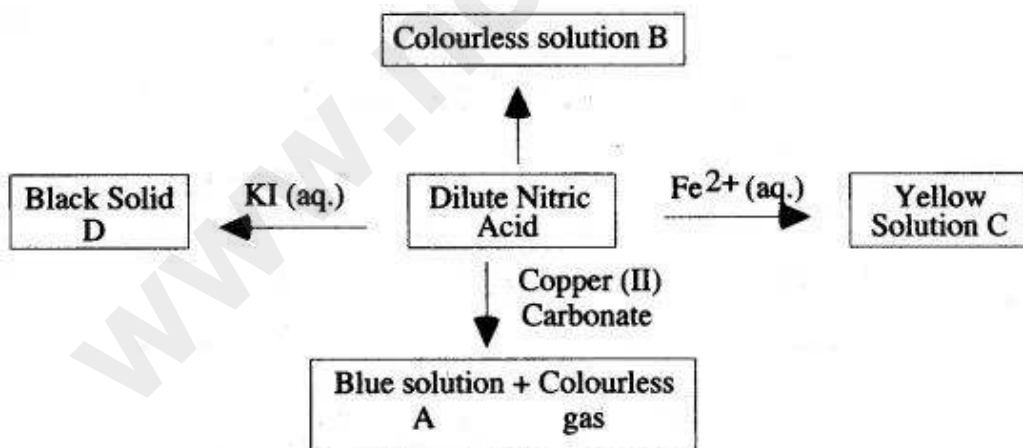 Colourless solution B
Black Solid
D
KI (aq.)
Dilute Nitric
Acid
Fe2+ (aq.)
Yellow
Solution C
Copper (II)
Carbonate
Blue solution + Colourless
A gas